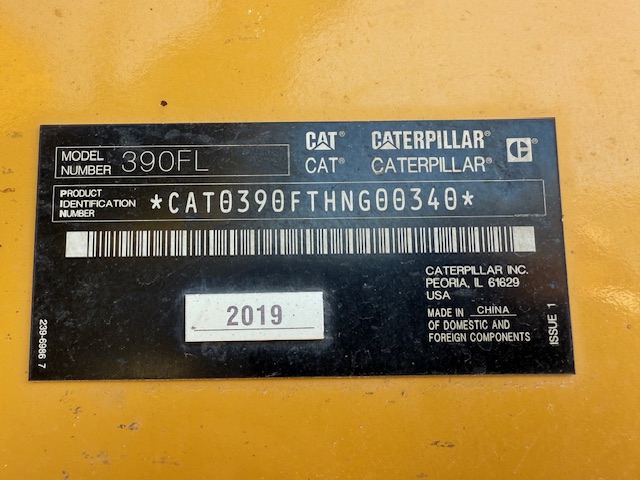 CAT® CATERPILLAR® C®
CAT® CATERPILLAR®
MODEL NUMBER 390FL
PRODUCT IDENTIFICATION NUMBER *CAT0390FTHNG00340*
CATERPILLAR INC.
PEORIA, IL 61629
USA
2019
MADE IN CHINA
OF DOMESTIC AND
FOREIGN COMPONENTS
ISSUE 1
239-6986 7